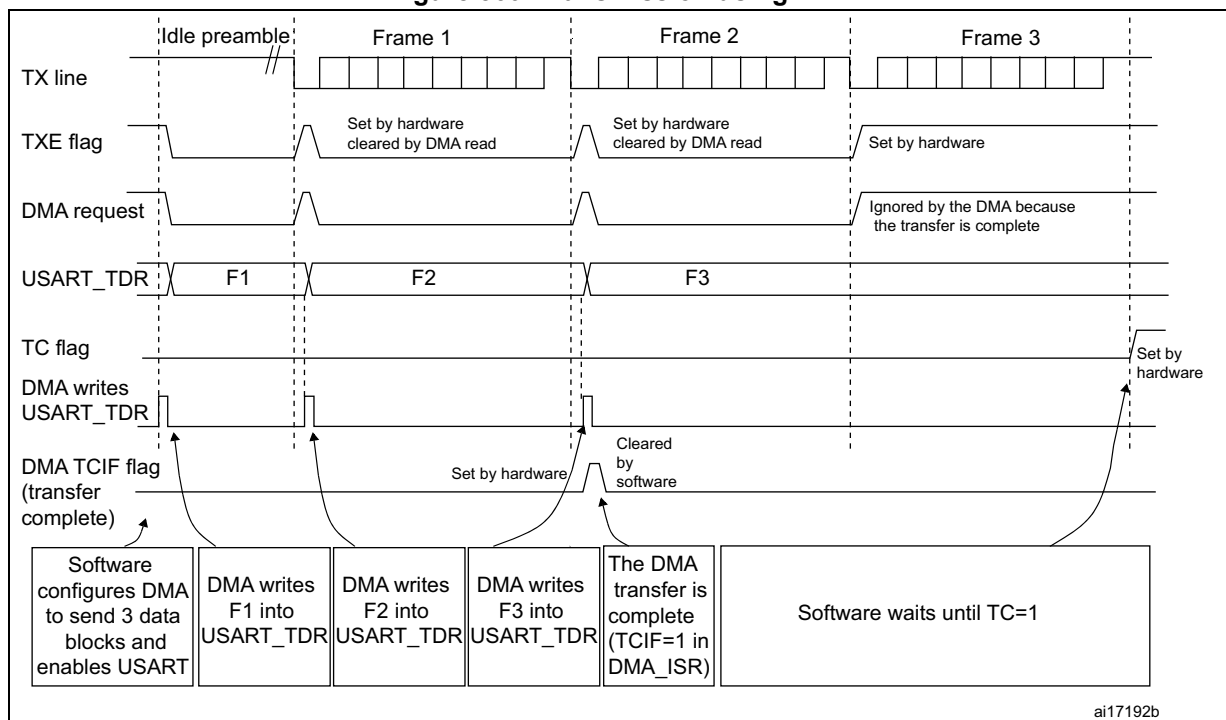 Idle preamble
Frame 1
Frame 2
Frame 3
TX line
TXE flag
Set by hardware
cleared by DMA read
Set by hardware
cleared by DMA read
Set by hardware
DMA request
Ignored by the DMA because
the transfer is complete
USART_TDR
F1
F2
F3
TC flag
Set by
hardware
DMA writes
USART_TDR
DMA TCIF flag
(transfer
complete)
Set by hardware
Cleared
by
software
Software
configures DMA
to send 3 data
blocks and
enables USART
DMA writes
F1 into
USART_TDR
DMA writes
F2 into
USART_TDR
DMA writes
F3 into
USART_TDR
The DMA
transfer is
complete
(TCIF=1 in
DMA_ISR)
Software waits until TC=1
ai17192b